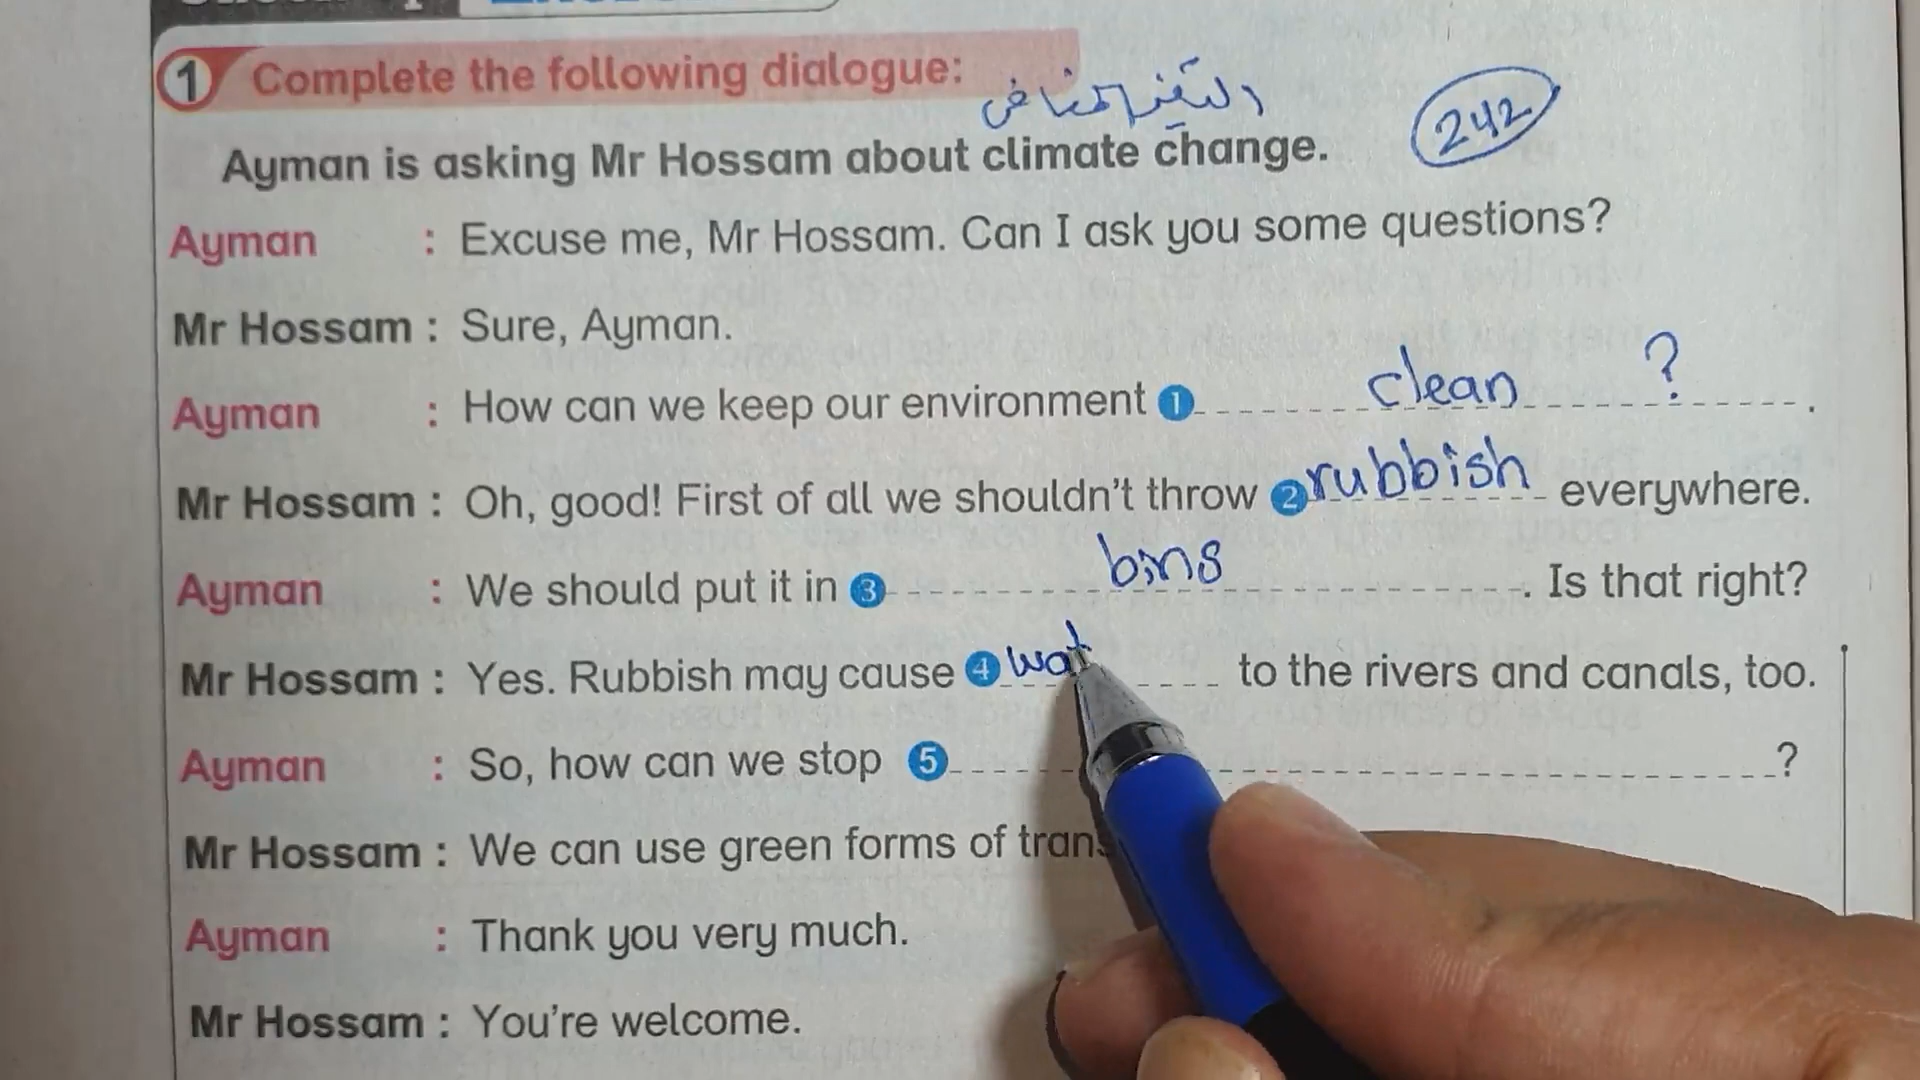 1 Complete the following dialogue:
242
Ayman is asking Mr Hossam about climate change.
Ayman : Excuse me, Mr Hossam. Can I ask you some questions?
Mr Hossam : Sure, Ayman.
Ayman : How can we keep our environment 1 clean ? .
Mr Hossam : Oh, good! First of all we shouldn't throw 2 rubbish everywhere.
Ayman : We should put it in 3 bins . Is that right?
Mr Hossam : Yes. Rubbish may cause 4 wat to the rivers and canals, too.
Ayman : So, how can we stop 5 ?
Mr Hossam : We can use green forms of trans
Ayman : Thank you very much.
Mr Hossam : You're welcome.